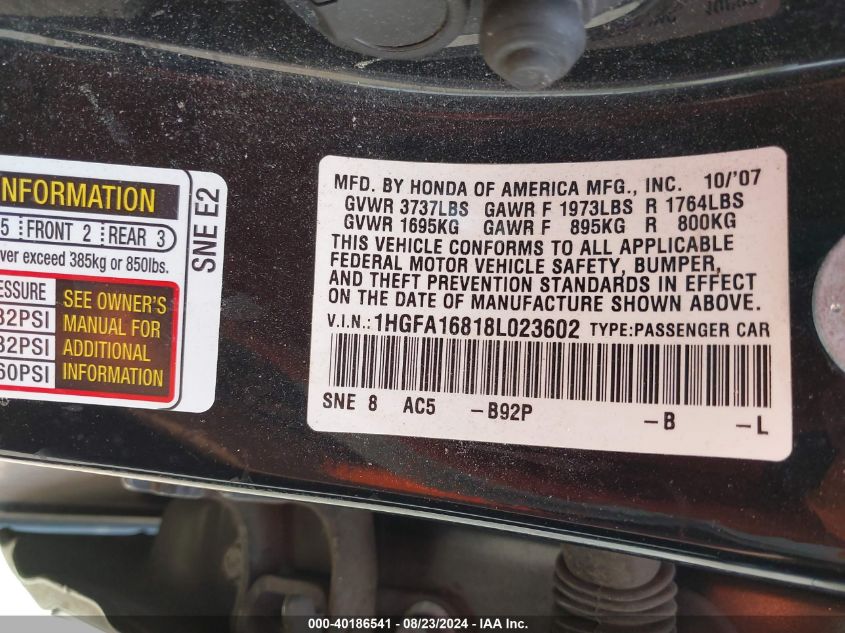 NFORMATION
5 FRONT 2 REAR 3
ver exceed 385kg or 850lbs.
ESSURE
32PSI
32PSI
60PSI
SEE OWNER'S
MANUAL FOR
ADDITIONAL
INFORMATION
SNE E2
MFD. BY HONDA OF AMERICA MFG., INC. 10/'07
GVWR 3737LBS GAWR F 1973LBS R 1764LBS
GVWR 1695KG GAWR F 895KG R 800KG
THIS VEHICLE CONFORMS TO ALL APPLICABLE
FEDERAL MOTOR VEHICLE SAFETY, BUMPER,
AND THEFT PREVENTION STANDARDS IN EFFECT
ON THE DATE OF MANUFACTURE SHOWN ABOVE.
V.I.N.: 1HGFA16818L023602 TYPE: PASSENGER CAR
SNE 8 AC5 -B92P -B -L
000-40186541 - 08/23/2024 - IAA Inc.